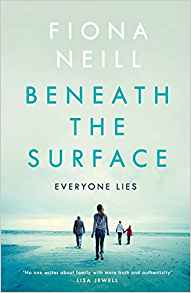 FIONA
NEILL
BENEATH
THE
SURFACE
EVERYONE LIES
'No one writes about family with more truth and authenticity'
LISA JEWELL